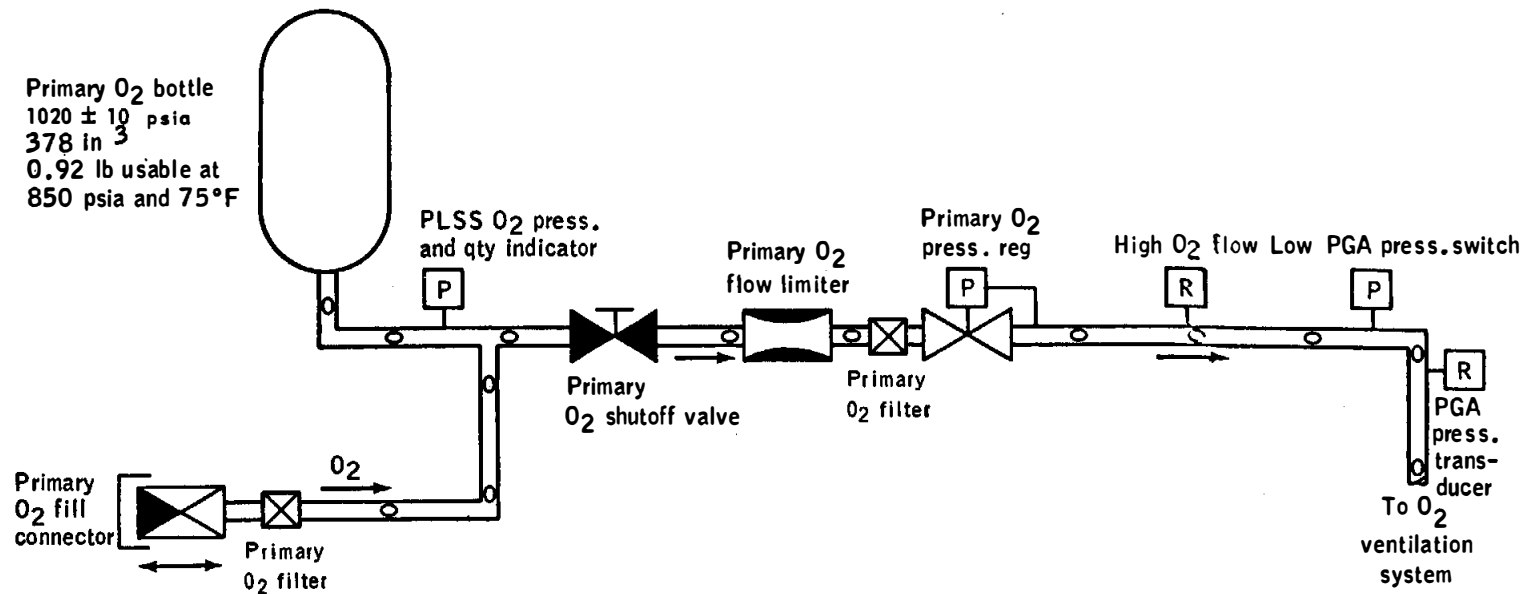 Primary O2 bottle
1020 ± 10 psia
378 in 3
0.92 lb usable at
850 psia and 75°F
PLSS O2 press.
and qty indicator
P
Primary
O2 shutoff valve
Primary O2
flow limiter
Primary
O2 filter
Primary O2
press. reg
P
High O2 flow
R
Low PGA press. switch
P
R
PGA
press.
trans-
ducer
To O2
ventilation
system
Primary
O2 fill
connector
O2
Primary
O2 filter